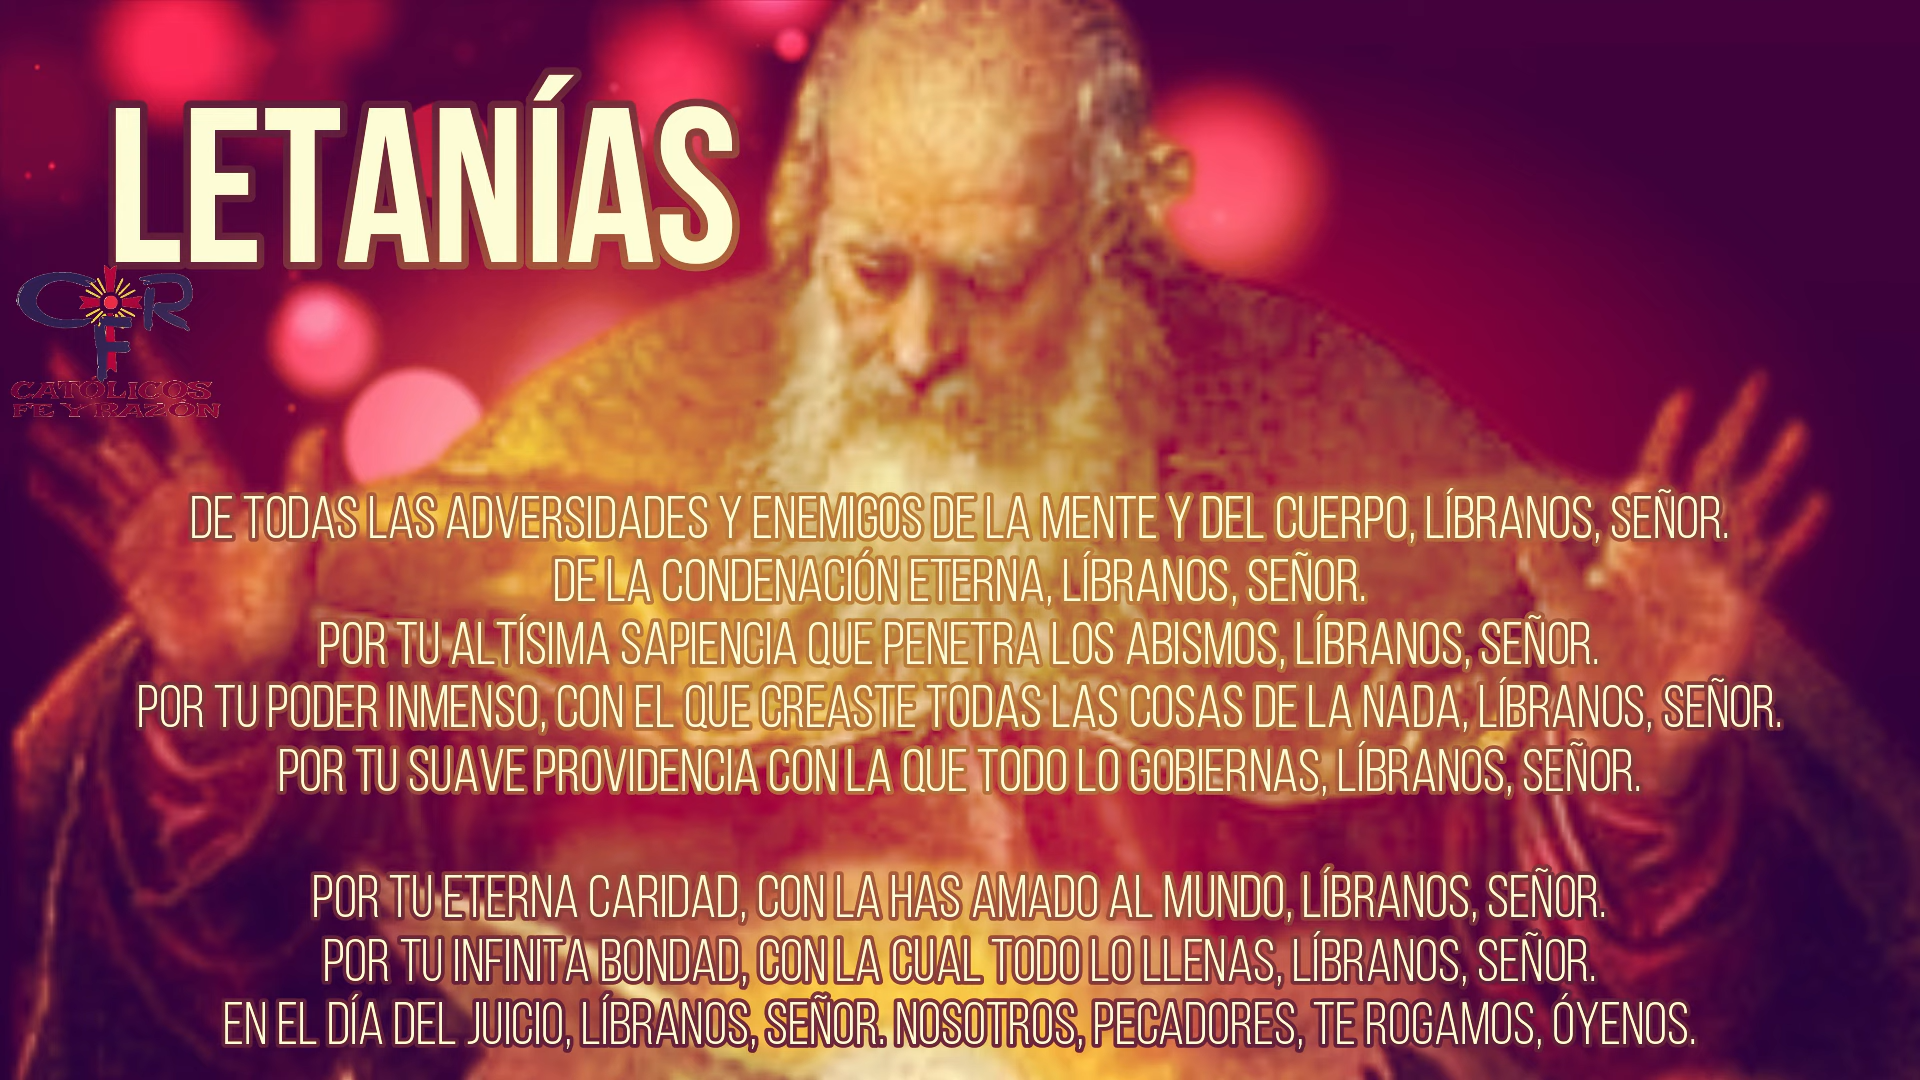 LETANÍAS
CFR
CATÓLICOS
FE Y RAZÓN
DE TODAS LAS ADVERSIDADES Y ENEMIGOS DE LA MENTE Y DEL CUERPO, LÍBRANOS, SEÑOR.
DE LA CONDENACIÓN ETERNA, LÍBRANOS, SEÑOR.
POR TU ALTÍSIMA SAPIENCIA QUE PENETRA LOS ABISMOS, LÍBRANOS, SEÑOR.
POR TU PODER INMENSO, CON EL QUE CREASTE TODAS LAS COSAS DE LA NADA, LÍBRANOS, SEÑOR.
POR TU SUAVE PROVIDENCIA CON LA QUE TODO LO GOBIERNAS, LÍBRANOS, SEÑOR.
POR TU ETERNA CARIDAD, CON LA HAS AMADO AL MUNDO, LÍBRANOS, SEÑOR.
POR TU INFINITA BONDAD, CON LA CUAL TODO LO LLENAS, LÍBRANOS, SEÑOR.
EN EL DÍA DEL JUICIO, LÍBRANOS, SEÑOR. NOSOTROS, PECADORES, TE ROGAMOS, ÓYENOS.